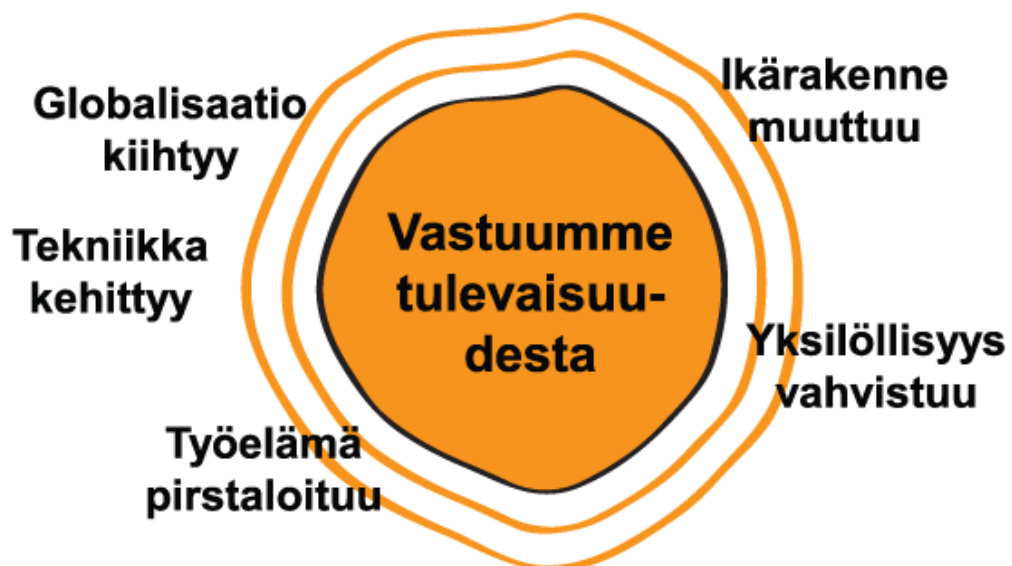 Globalisaatio
kiihtyy
Ikärakenne
muuttuu
Tekniikka
kehittyy
Vastuumme
tulevaisuu-
desta
Yksilöllisyys
vahvistuu
Työelämä
pirstaloituu